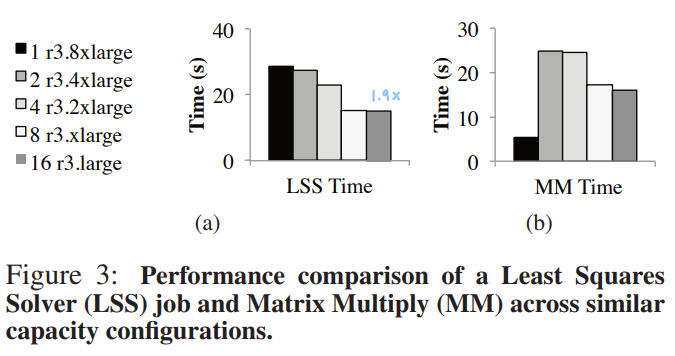 1 r3.8xlarge
2 r3.4xlarge
4 r3.2xlarge
8 r3.xlarge
16 r3.large
40
20
0
Time (s)
1.9x
LSS Time
(a)
30
20
10
0
Time (s)
MM Time
(b)
Figure 3: Performance comparison of a Least Squares
Solver (LSS) job and Matrix Multiply (MM) across similar
capacity configurations.